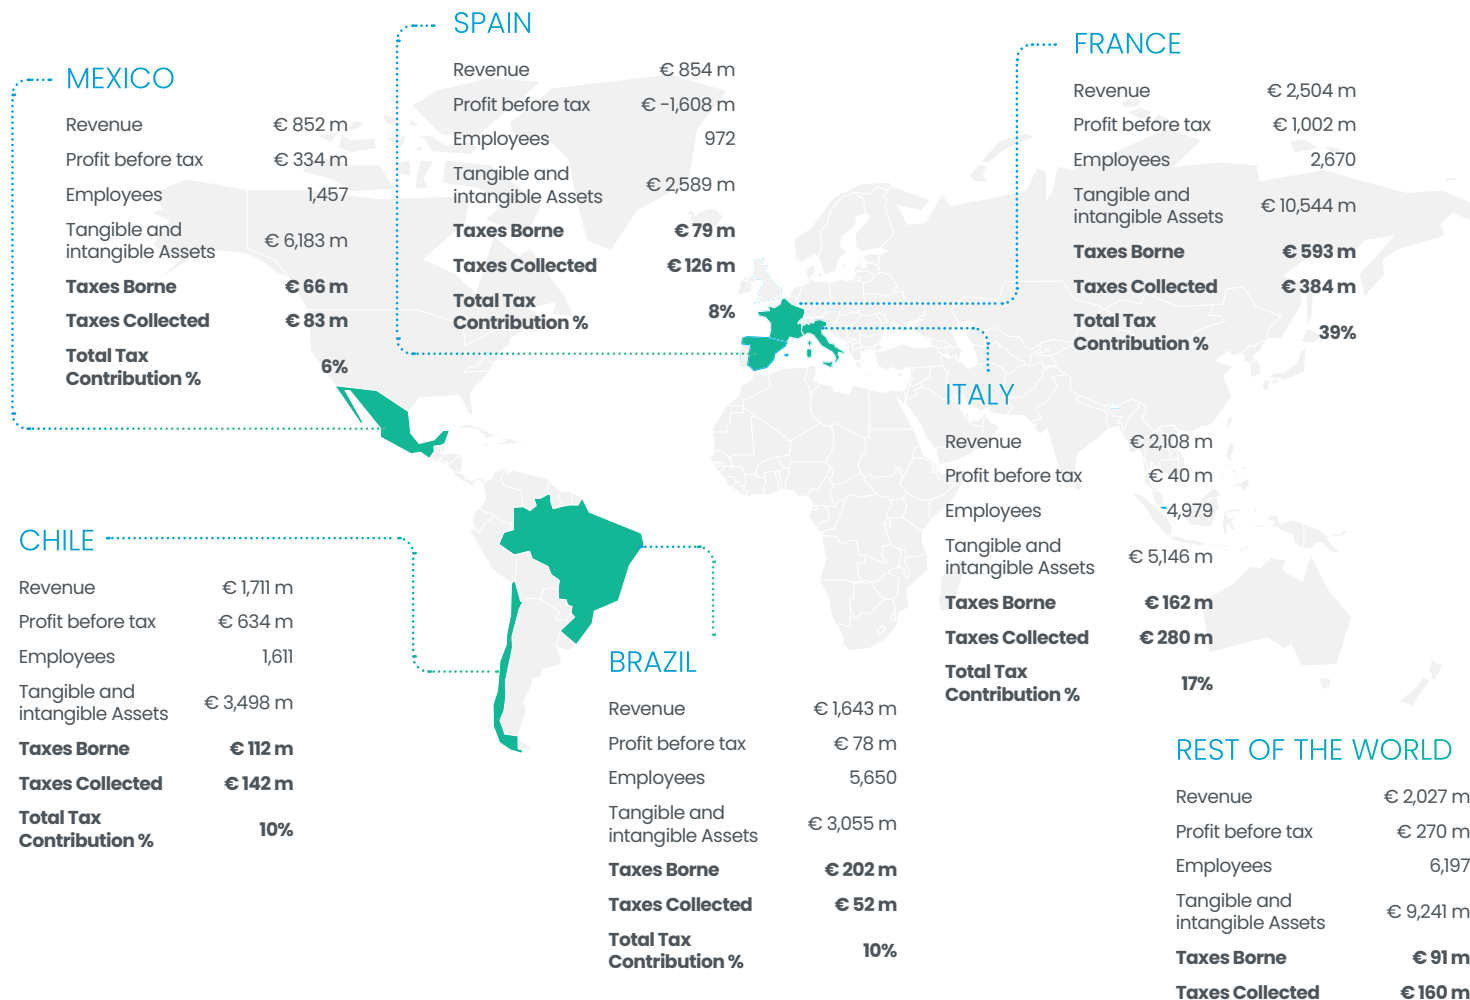 SPAIN
Revenue € 854 m
Profit before tax € -1,608 m
Employees 972
Tangible and
intangible Assets € 2,589 m
Taxes Borne € 79 m
Taxes Collected € 126 m
Total Tax
Contribution % 8%
FRANCE
Revenue € 2,504 m
Profit before tax € 1,002 m
Employees 2,670
Tangible and
intangible Assets € 10,544 m
Taxes Borne € 593 m
Taxes Collected € 384 m
Total Tax
Contribution % 39%
MEXICO
Revenue € 852 m
Profit before tax € 334 m
Employees 1,457
Tangible and
intangible Assets € 6,183 m
Taxes Borne € 66 m
Taxes Collected € 83 m
Total Tax
Contribution % 6%
ITALY
Revenue € 2,108 m
Profit before tax € 40 m
Employees 4,979
Tangible and
intangible Assets € 5,146 m
Taxes Borne € 162 m
Taxes Collected € 280 m
Total Tax
Contribution % 17%
CHILE
Revenue € 1,711 m
Profit before tax € 634 m
Employees 1,611
Tangible and
intangible Assets € 3,498 m
Taxes Borne € 112 m
Taxes Collected € 142 m
Total Tax
Contribution % 10%
BRAZIL
Revenue € 1,643 m
Profit before tax € 78 m
Employees 5,650
Tangible and
intangible Assets € 3,055 m
Taxes Borne € 202 m
Taxes Collected € 52 m
Total Tax
Contribution % 10%
REST OF THE WORLD
Revenue € 2,027 m
Profit before tax € 270 m
Employees 6,197
Tangible and
intangible Assets € 9,241 m
Taxes Borne € 91 m
Taxes Collected € 160 m